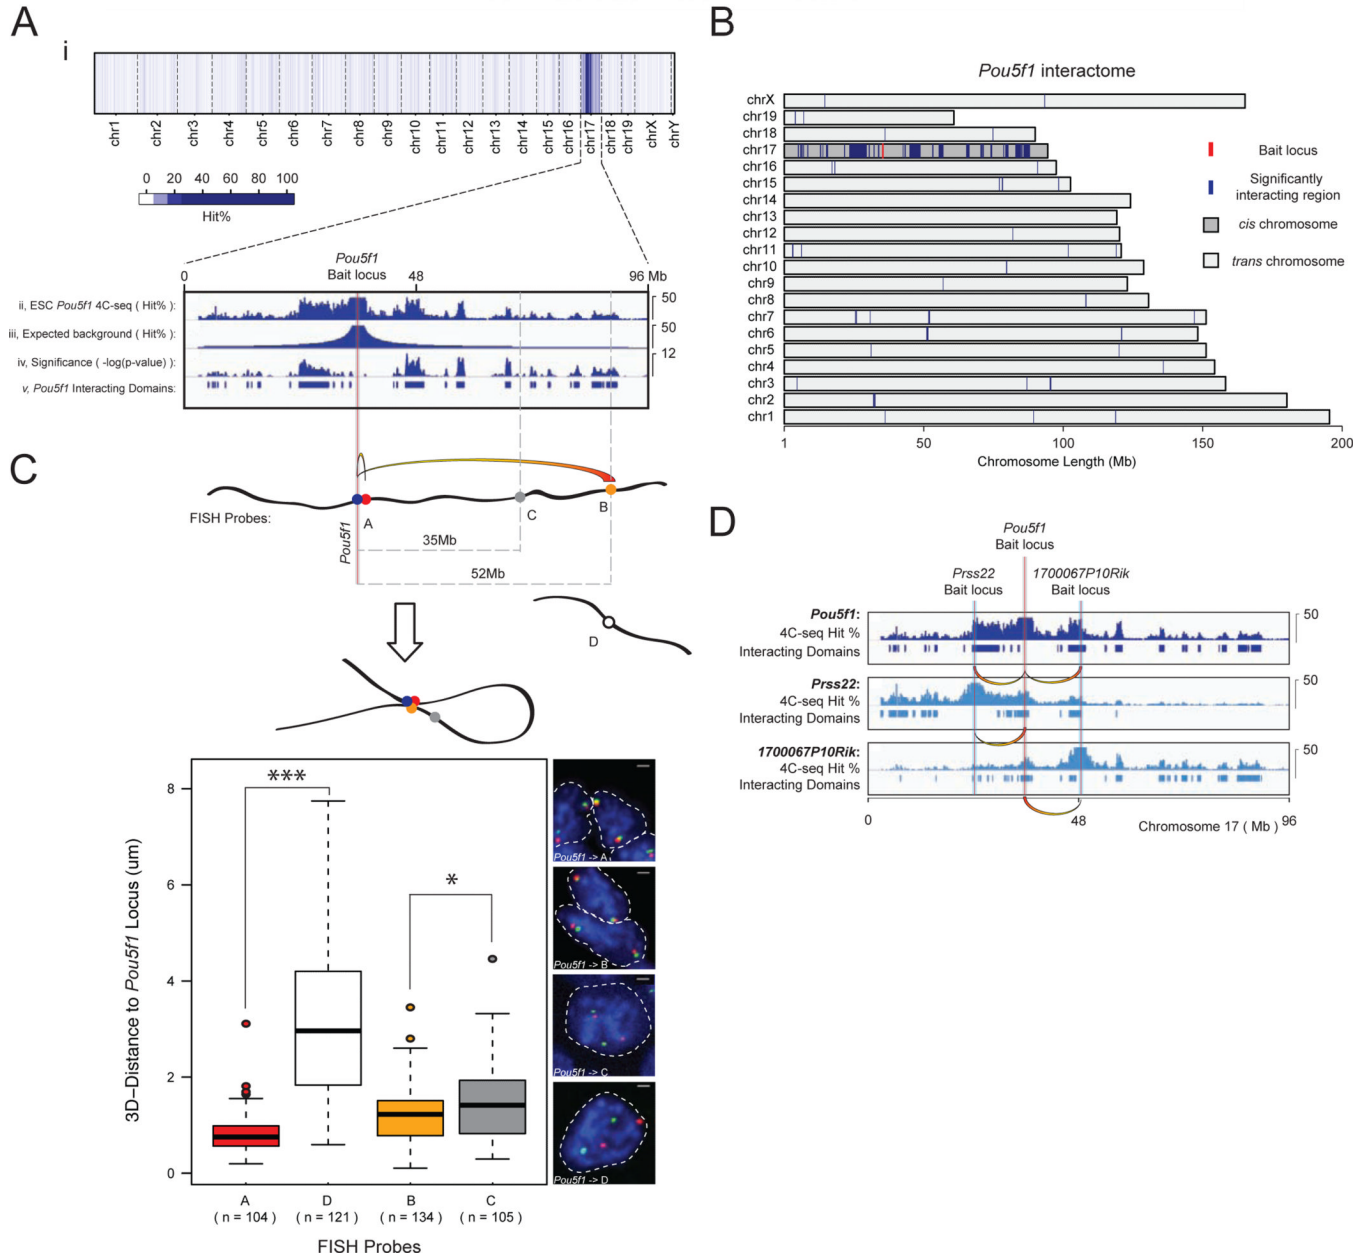 A
i
chr1
chr2
chr3
chr4
chr5
chr6
chr7
chr8
chr9
chr10
chr11
chr12
chr13
chr14
chr15
chr16
chr17
chr18
chr19
chrX
chrY
0 20 40 60 80 100
Hit%
Pou5f1
Bait locus
0 48 96 Mb
ii, ESC Pou5f1 4C-seq ( Hit% ):
50
iii, Expected background ( Hit% ):
50
iv, Significance ( -log(p-value) ):
12
v, Pou5f1 Interacting Domains:
B
Pou5f1 interactome
chrX
chr19
chr18
chr17
chr16
chr15
chr14
chr13
chr12
chr11
chr10
chr9
chr8
chr7
chr6
chr5
chr4
chr3
chr2
chr1
1 50 100 150 200
Chromosome Length (Mb)
Bait locus
Significantly
interacting region
cis chromosome
trans chromosome
C
FISH Probes:
Pou5f1
A
C
B
35Mb
52Mb
D
3D-Distance to Pou5f1 Locus (um)
8
6
4
2
0
***
*
A D B C
( n = 104 ) ( n = 121 ) ( n = 134 ) ( n = 105 )
FISH Probes
Pou5f1 -> A
Pou5f1 -> B
Pou5f1 -> C
Pou5f1 -> D
D
Pou5f1
Bait locus
Prss22 1700067P10Rik
Bait locus Bait locus
Pou5f1:
4C-seq Hit %
50
Interacting Domains
Prss22:
4C-seq Hit %
50
Interacting Domains
1700067P10Rik:
4C-seq Hit %
50
Interacting Domains
0 48 Chromosome 17 ( Mb ) 96